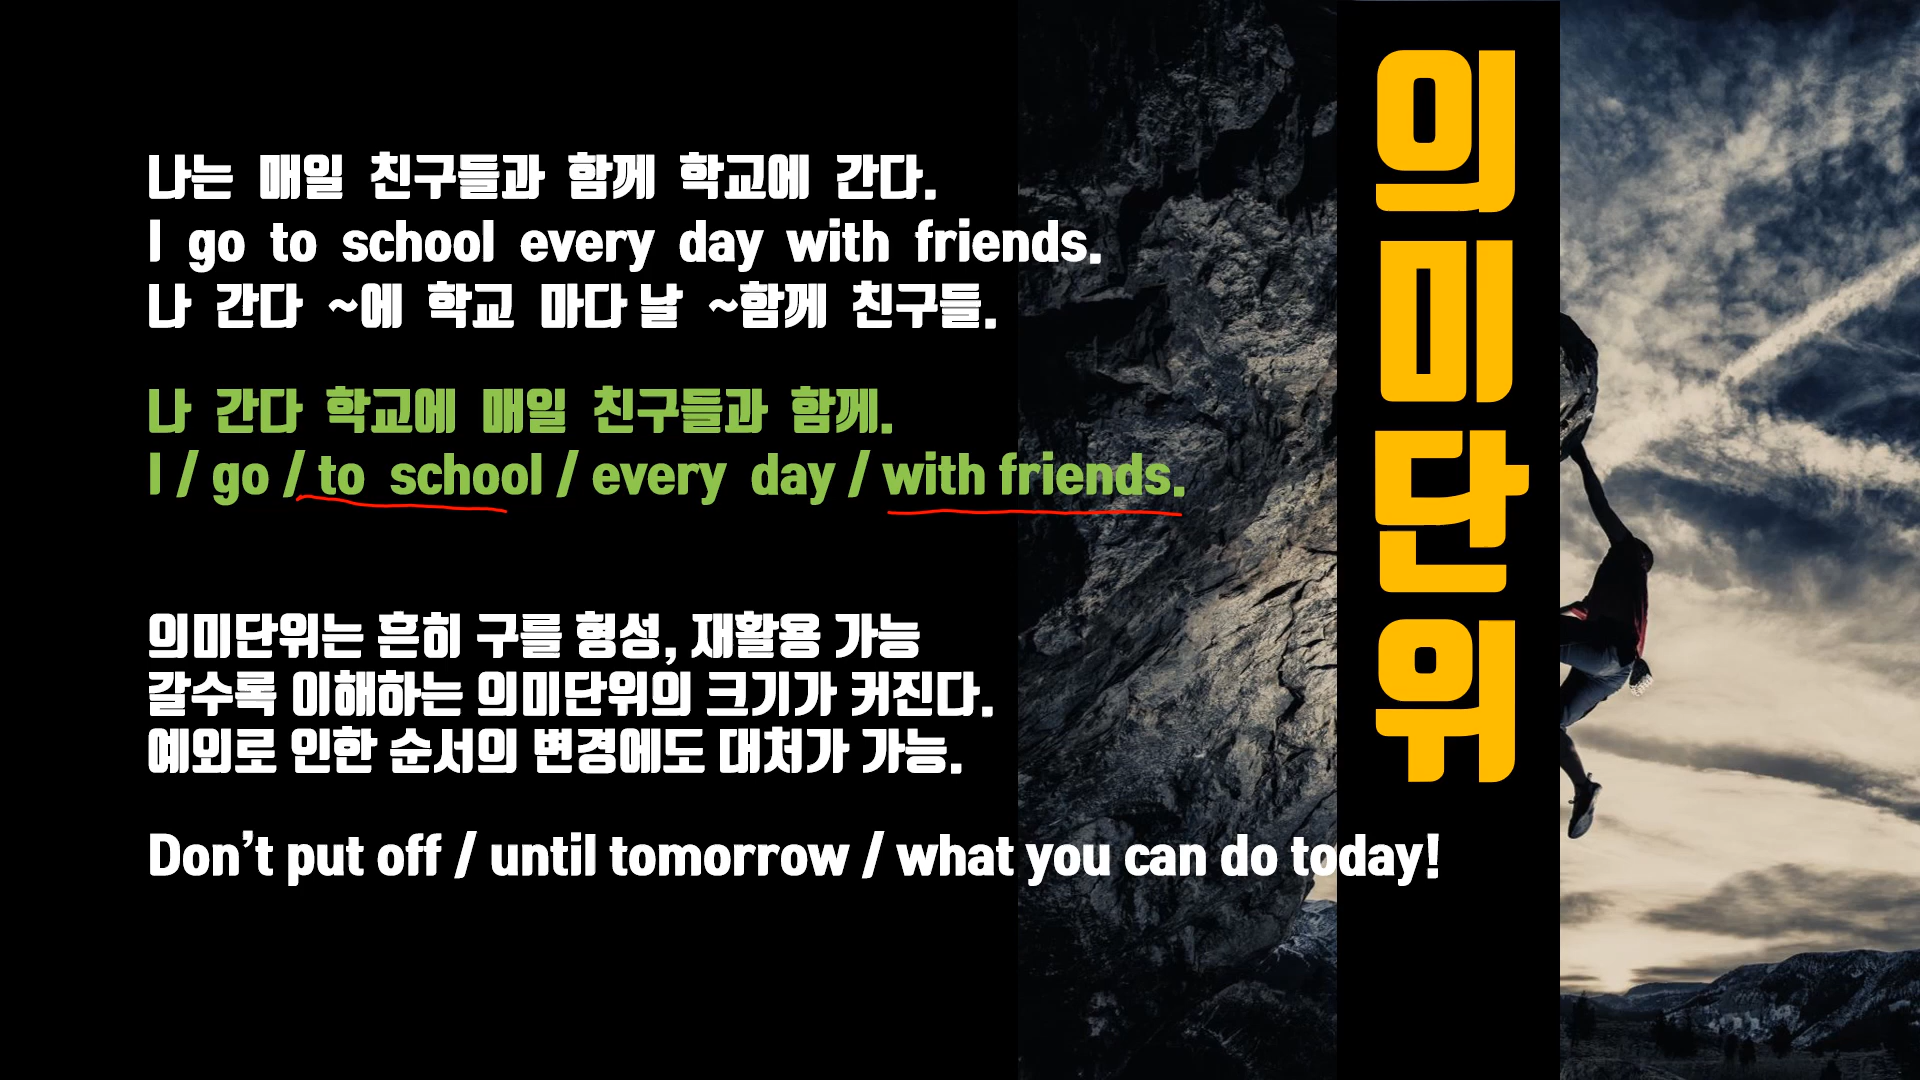 나는 매일 친구들과 함께 학교에 간다.
I go to school every day with friends.
나 간다 ~에 학교 마다 날 ~함께 친구들.
나 간다 학교에 매일 친구들과 함께.
I / go / to school / every day / with friends.
의미단위는 흔히 구를 형성, 재활용 가능
갈수록 이해하는 의미단위의 크기가 커진다.
예외로 인한 순서의 변경에도 대처가 가능.
Don’t put off / until tomorrow / what you can do today!
의미단위